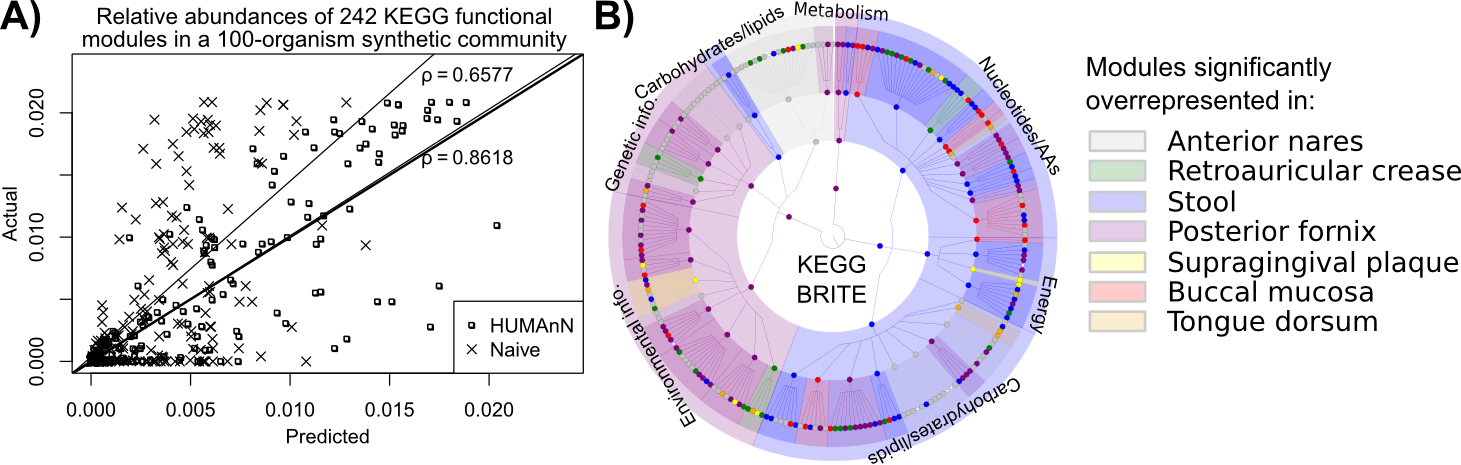 A)
Relative abundances of 242 KEGG functional
modules in a 100-organism synthetic community
ρ = 0.6577
ρ = 0.8618
Actual
0.020
0.010
0.000
HUMAnN
Naive
0.000 0.005 0.010 0.015 0.020
Predicted
B)
Metabolism
Nucleotides/AAs
Energy
Carbohydrates/lipids
Carbohydrates/lipids
Environmental info.
Genetic info.
Carbohydrates/lipids
KEGG
BRITE
Modules significantly
overrepresented in:
Anterior nares
Retroauricular crease
Stool
Posterior fornix
Supragingival plaque
Buccal mucosa
Tongue dorsum